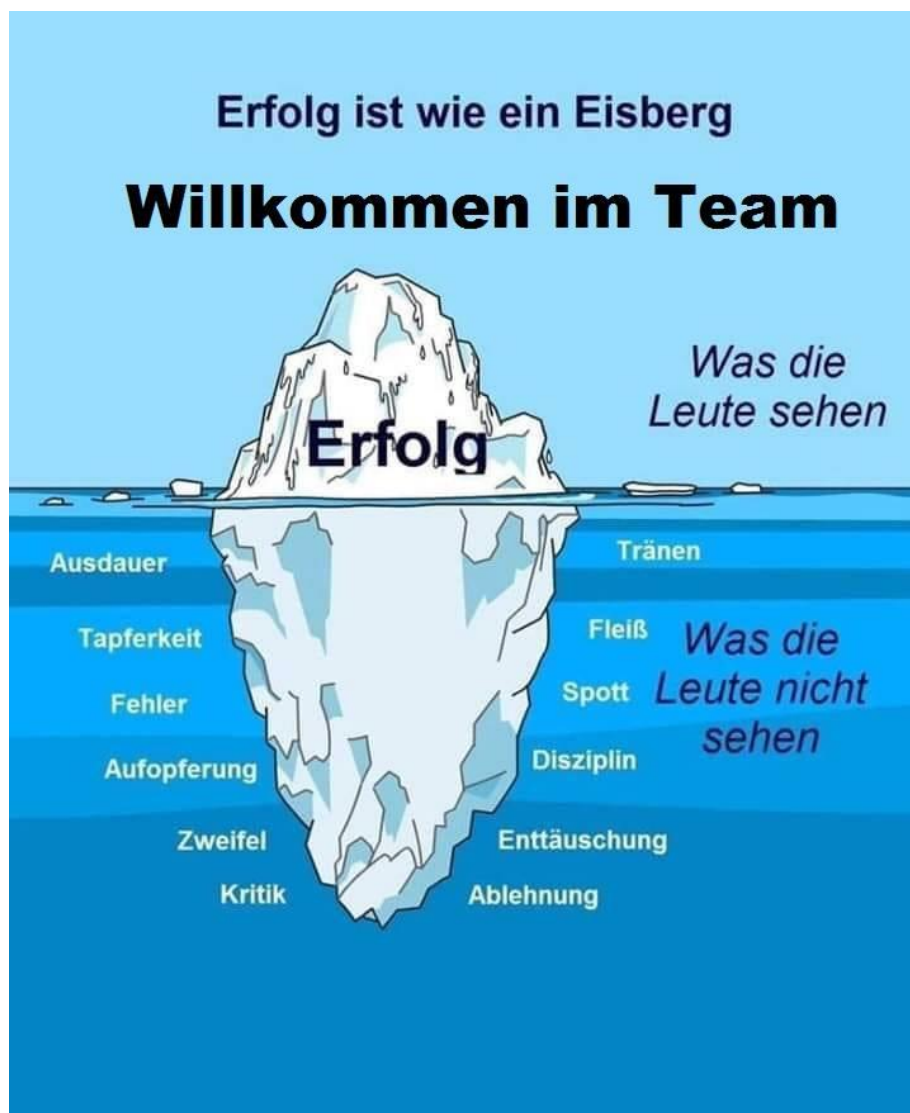 Erfolg ist wie ein Eisberg
Willkommen im Team
Was die
Leute sehen
Erfolg
Ausdauer
Tränen
Tapferkeit
Fleiß
Was die
Leute nicht
sehen
Fehler
Spott
Aufopferung
Disziplin
Zweifel
Enttäuschung
Kritik
Ablehnung